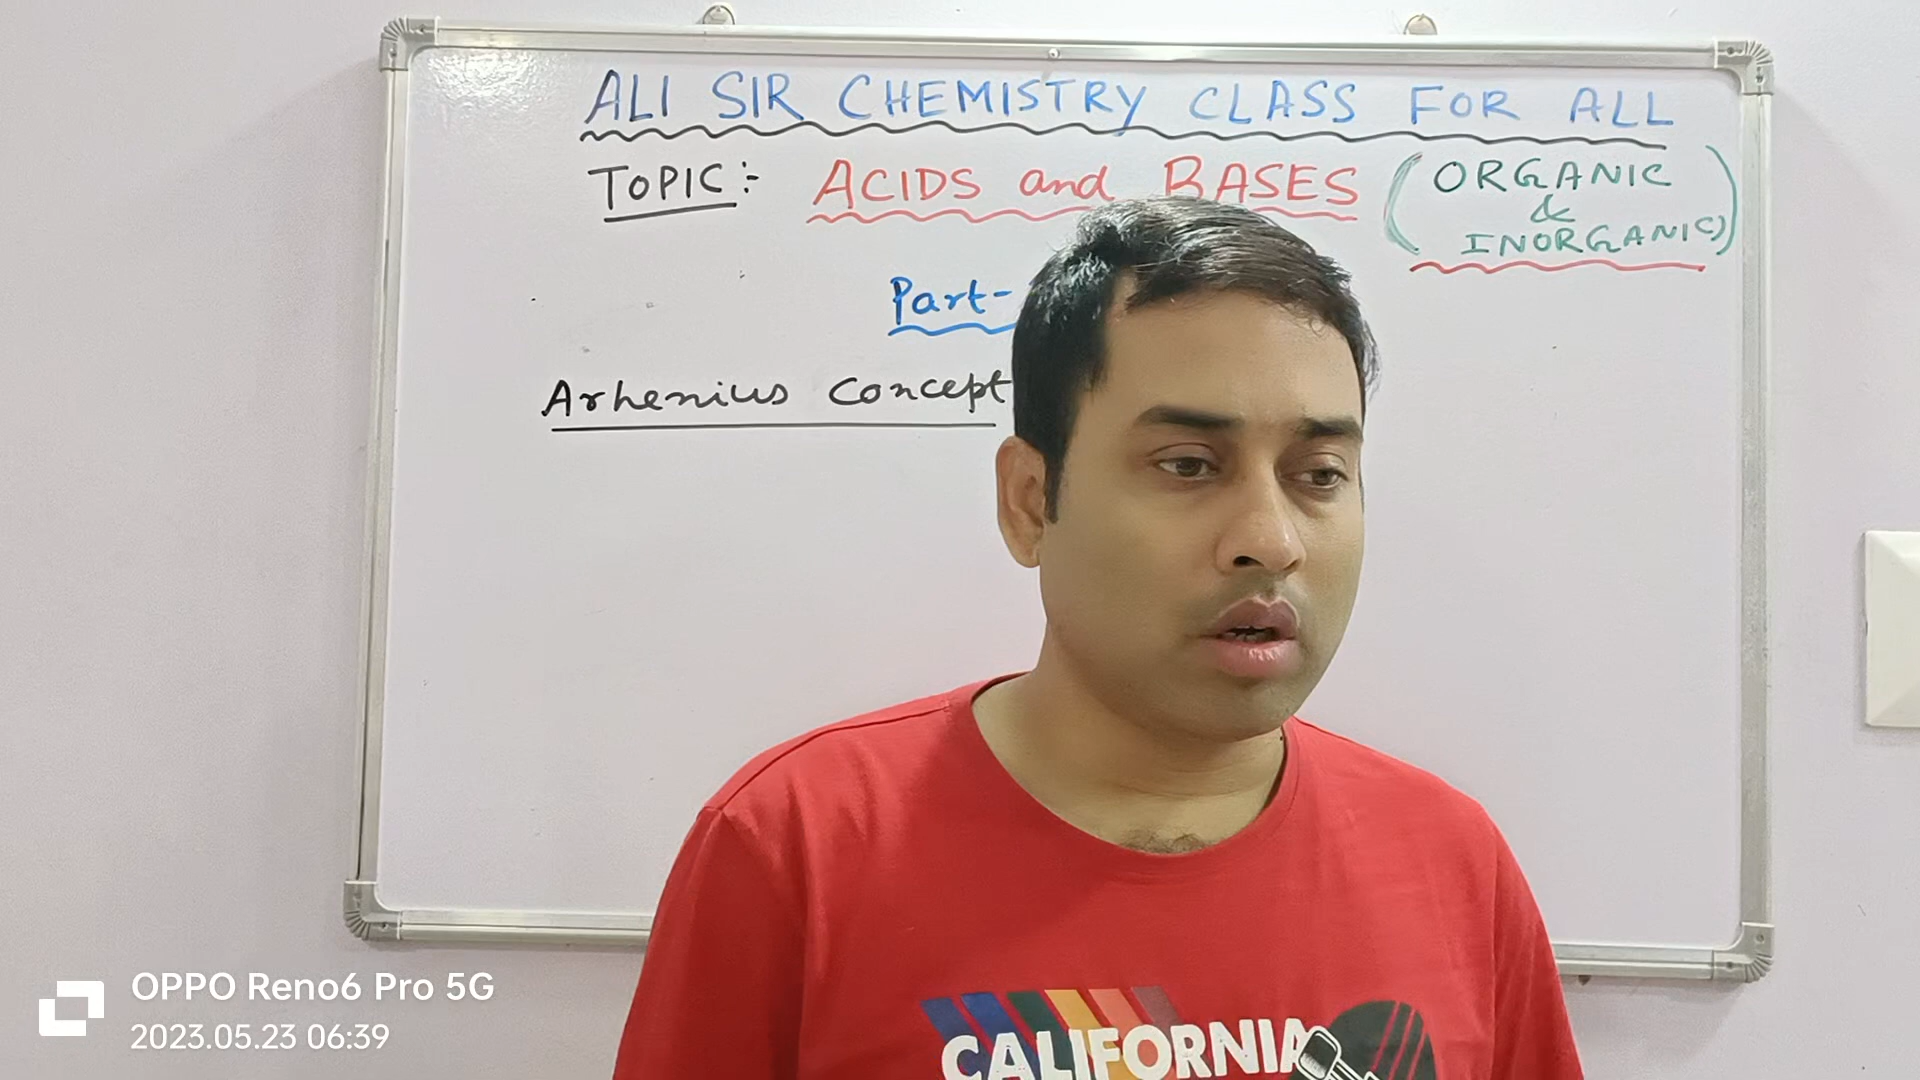 ALI SIR CHEMISTRY CLASS FOR ALL
TOPIC:- ACIDS and BASES (ORGANIC
& 
INORGANIC)
Part-
Arhenius Concept
CALIFORNIA
OPPO Reno6 Pro 5G
2023.05.23 06:39